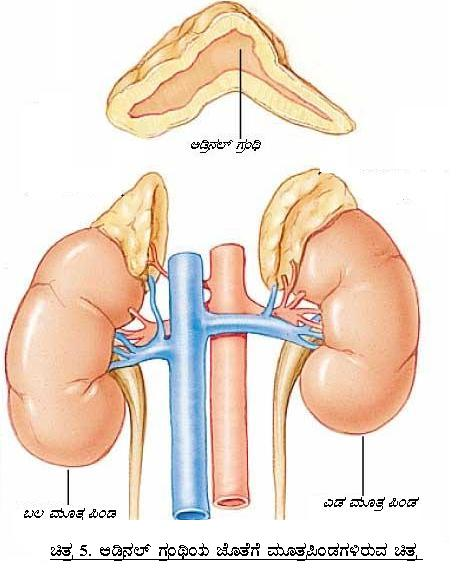 ಅಡ್ರಿನಲ್ ಗ್ರಂಥಿ
ಬಲ ಮೂತ್ರ ಪಿಂಡ
ಎಡ ಮೂತ್ರ ಪಿಂಡ
ಚಿತ್ರ 5. ಅಡ್ರಿನಲ್ ಗ್ರಂಥಿಯ ಜೊತೆಗೆ ಮೂತ್ರಪಿಂಡಗಳಿರುವ ಚಿತ್ರ